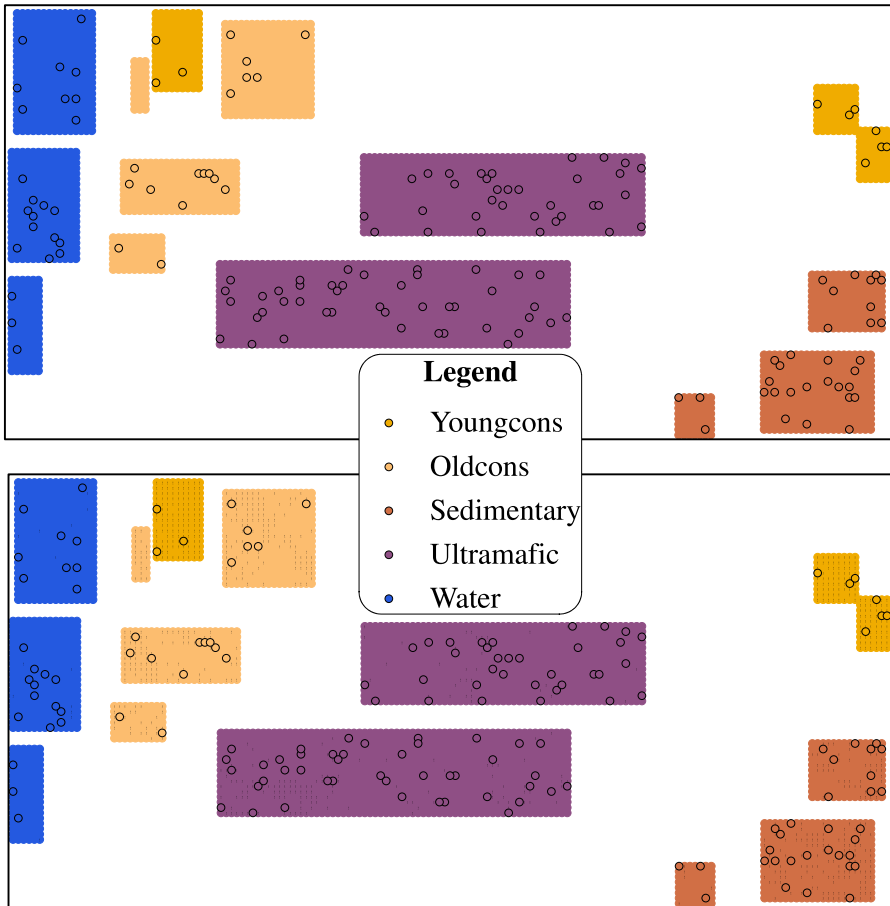 Legend
Youngcons
Oldcons
Sedimentary
Ultramafic
Water